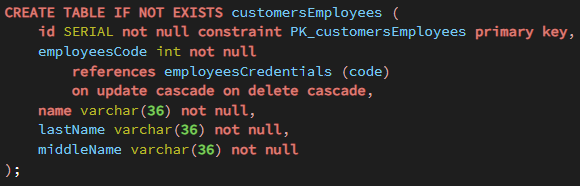 CREATE TABLE IF NOT EXISTS customersEmployees (
    id SERIAL not null constraint PK_customersEmployees primary key,
    employeesCode int not null
        references employeesCredentials (code)
        on update cascade on delete cascade,
    name varchar(36) not null,
    lastName varchar(36) not null,
    middleName varchar(36) not null
);